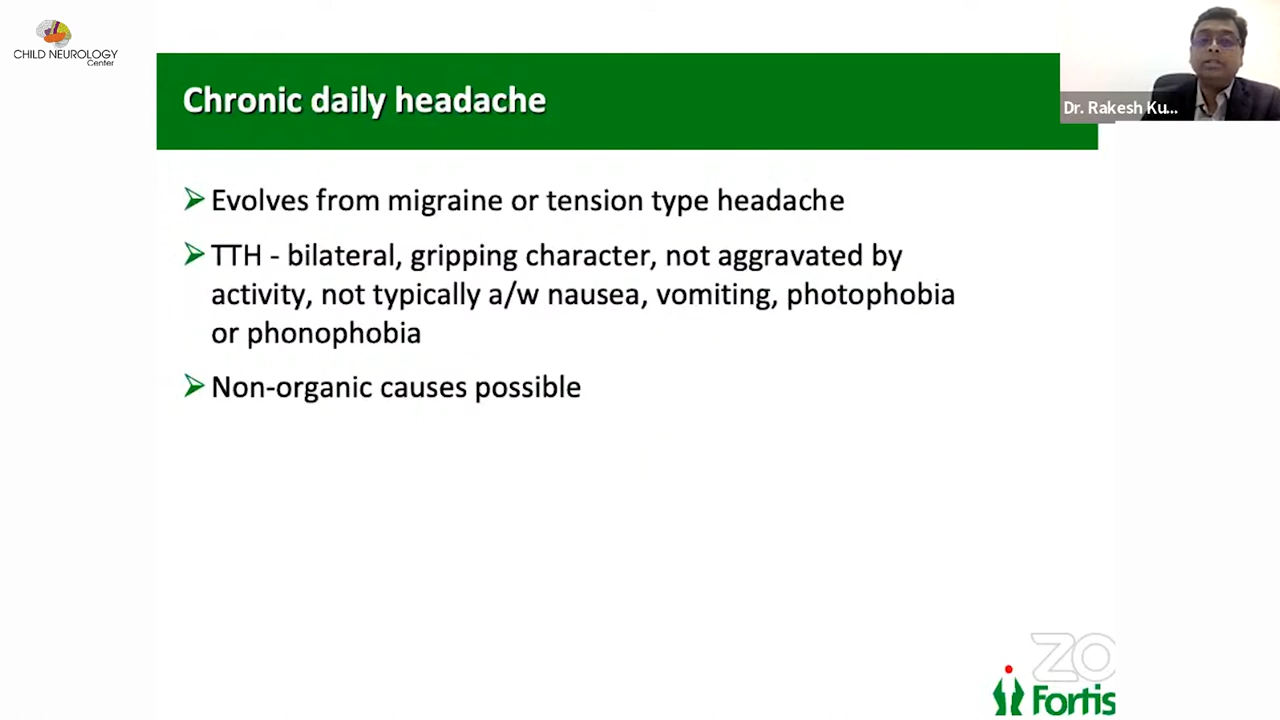 CHILD NEUROLOGY
Center
Chronic daily headache
Dr. Rakesh Ku...
➢ Evolves from migraine or tension type headache
➢ TTH - bilateral, gripping character, not aggravated by
activity, not typically a/w nausea, vomiting, photophobia
or phonophobia
➢ Non-organic causes possible
ZO
Fortis